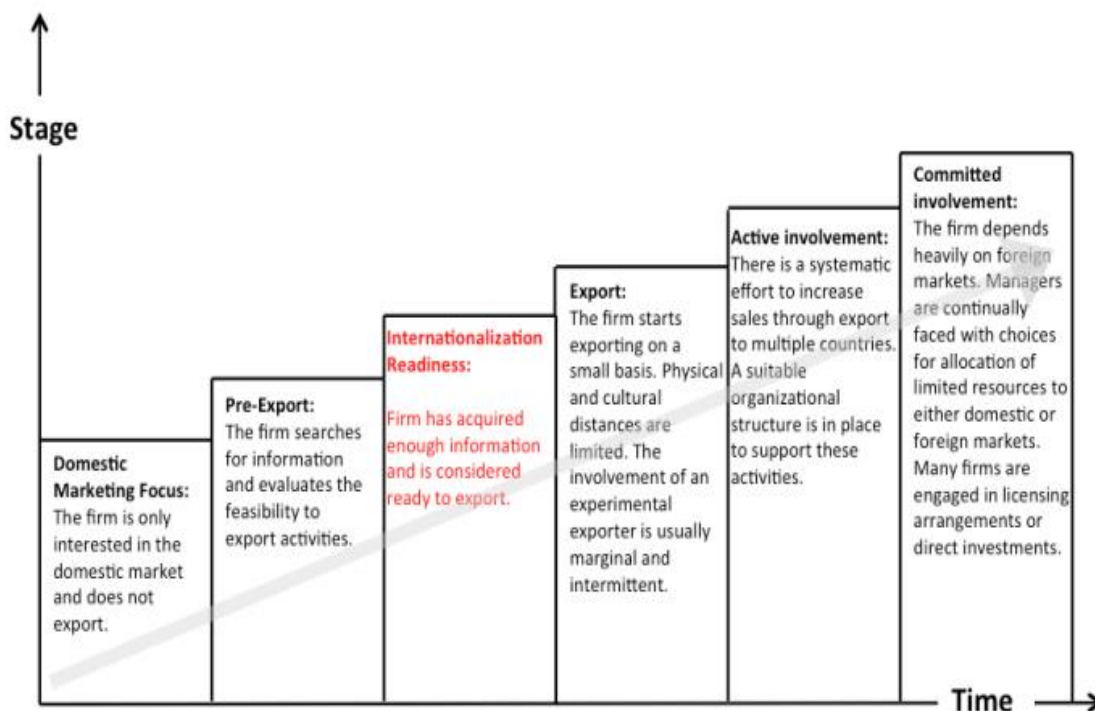 Stage
Domestic
Marketing Focus:
The firm is only
interested in the
domestic market
and does not
export.
Pre-Export:
The firm searches
for information
and evaluates the
feasibility to
export activities.
Internationalization
Readiness:
Firm has acquired
enough information
and is considered
ready to export.
Export:
The firm starts
exporting on a
small basis. Physical
and cultural
distances are
limited. The
involvement of an
experimental
exporter is usually
marginal and
intermittent.
Active involvement:
There is a systematic
effort to increase
sales through export
to multiple countries.
A suitable
organizational
structure is in place
to support these
activities.
Committed
involvement:
The firm depends
heavily on foreign
markets. Managers
are continually
faced with choices
for allocation of
limited resources to
either domestic or
foreign markets.
Many firms are
engaged in licensing
arrangements or
direct investments.
Time